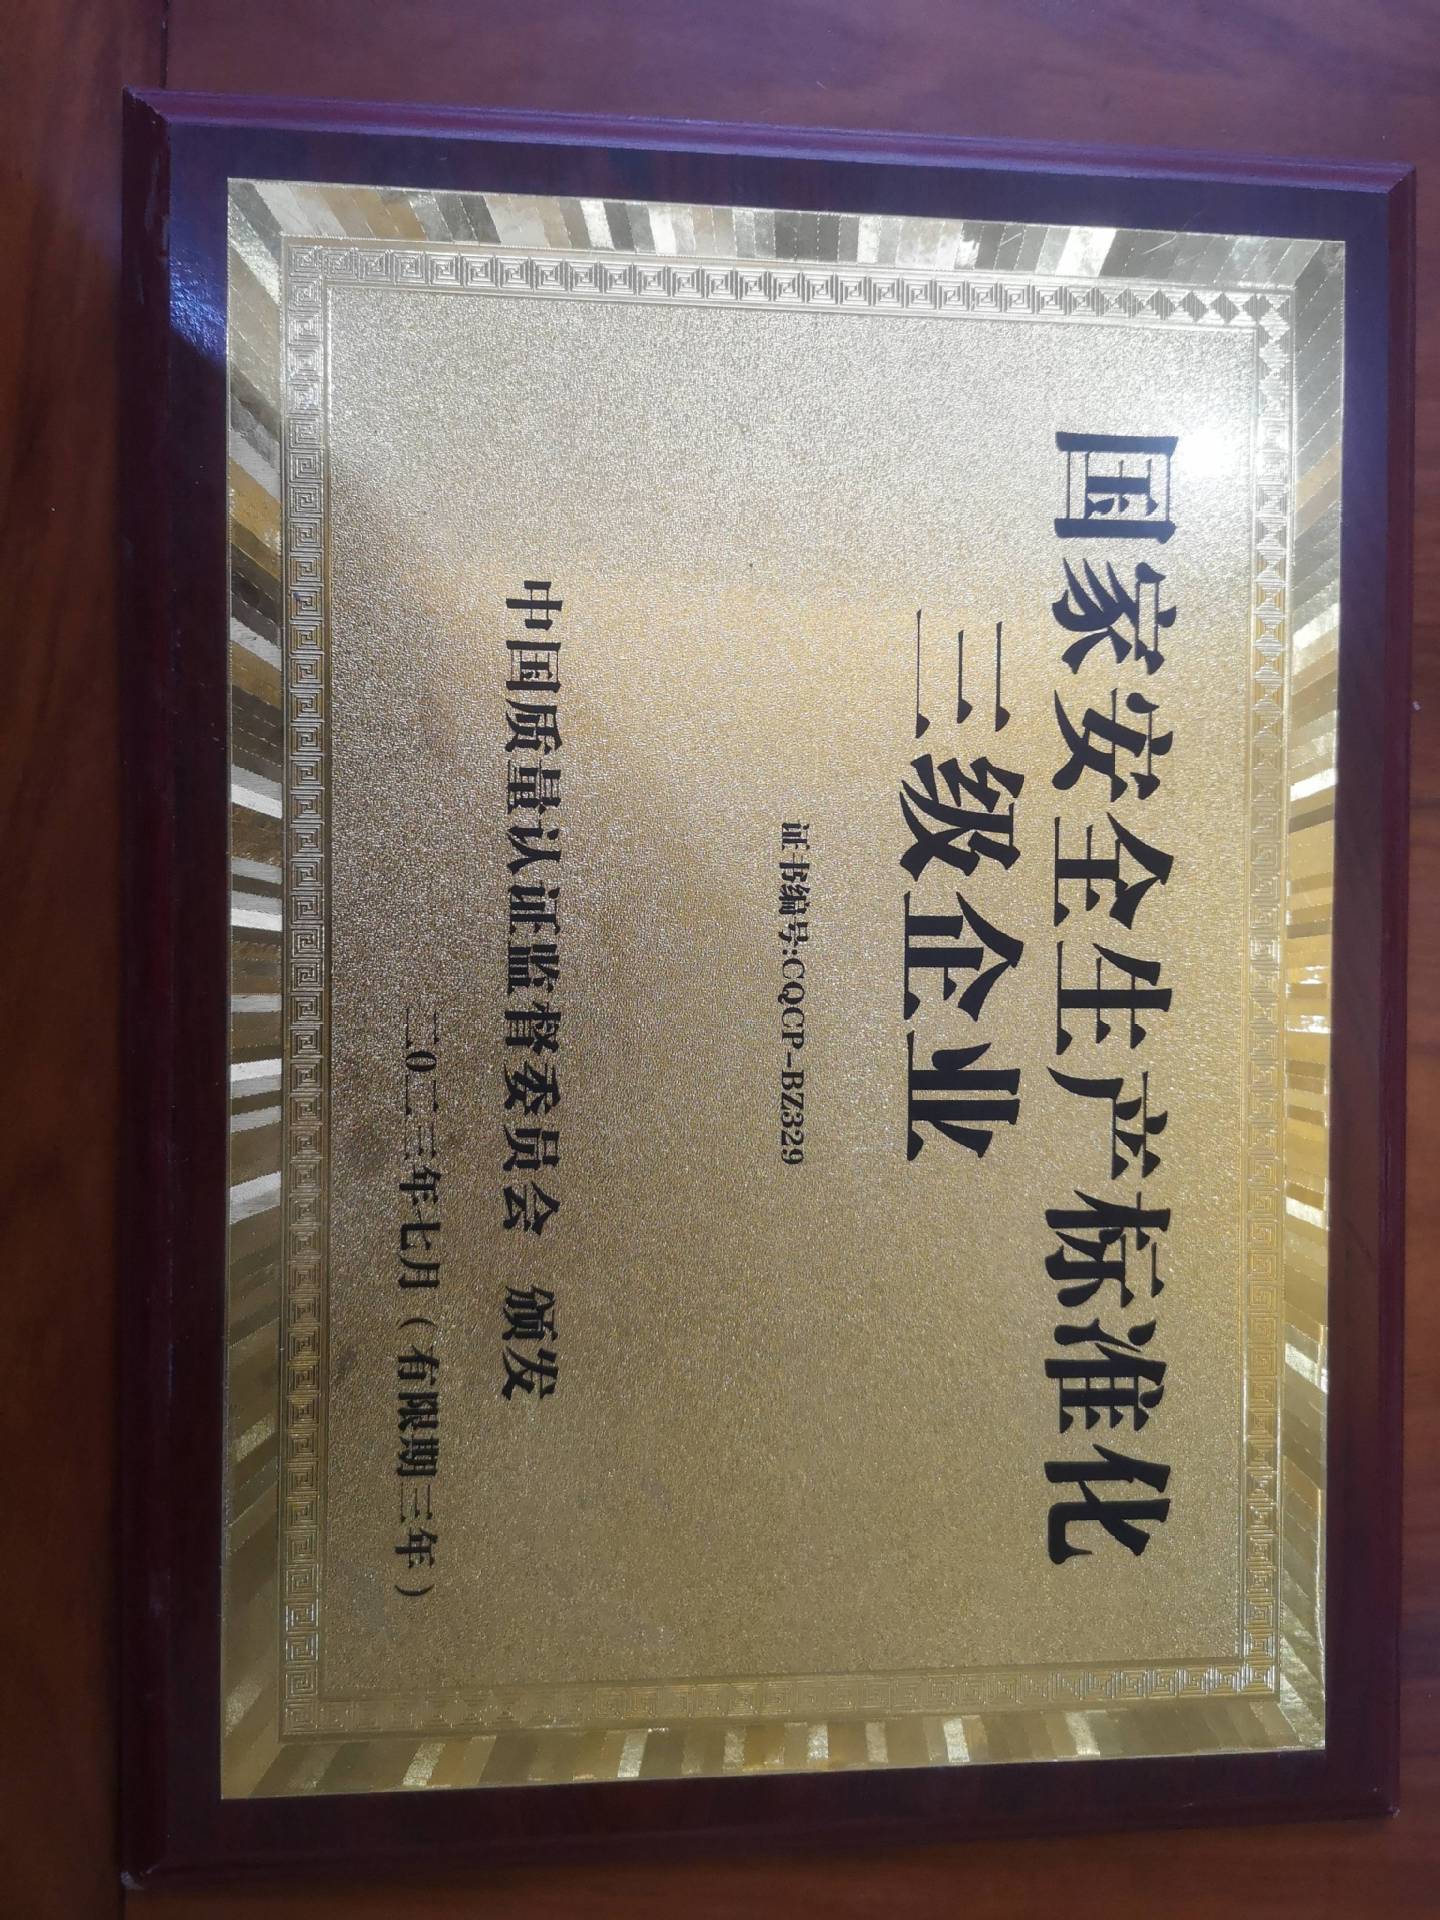 国家安全生产标准化
三级企业
证书编号:CQCP-BZ329
中国质量认证监督委员会 颁发
二〇二三年七月(有限期三年)